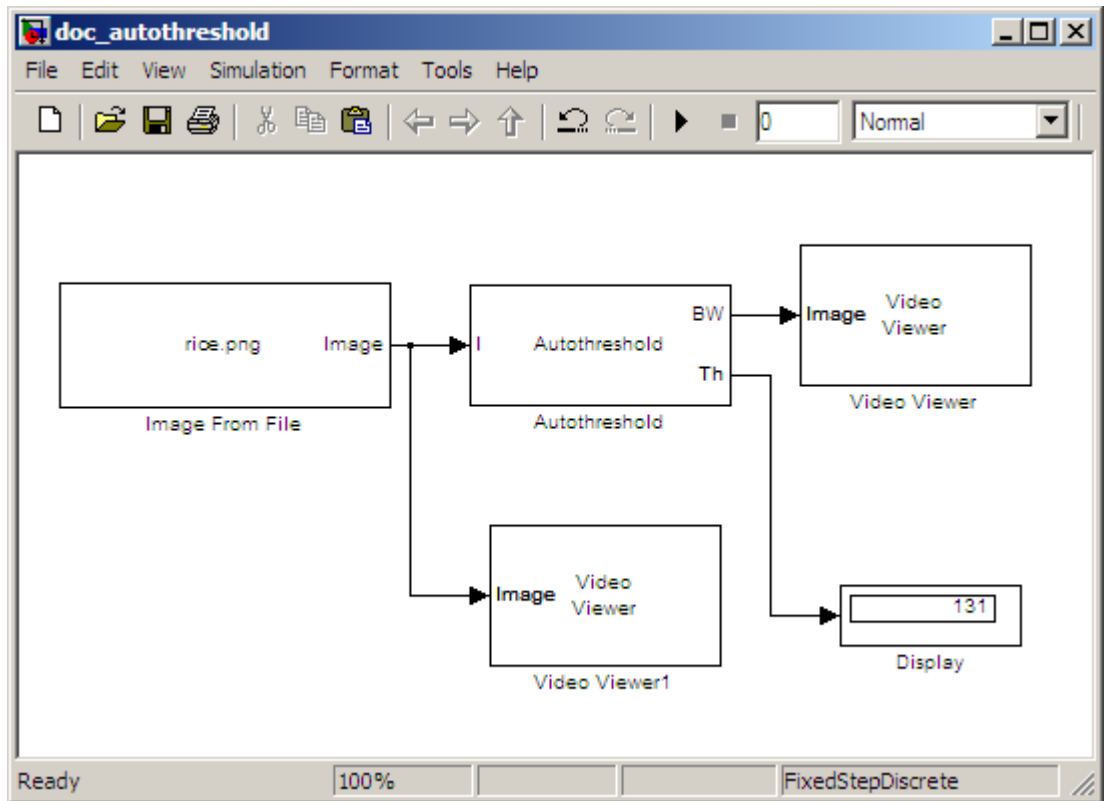 doc_autothreshold
File Edit View Simulation Format Tools Help
0 Normal
rice.png Image
Image From File
I Autothreshold BW Th
Autothreshold
Image Video Viewer
Video Viewer
Image Video Viewer
Video Viewer1
131
Display
Ready 100% FixedStepDiscrete